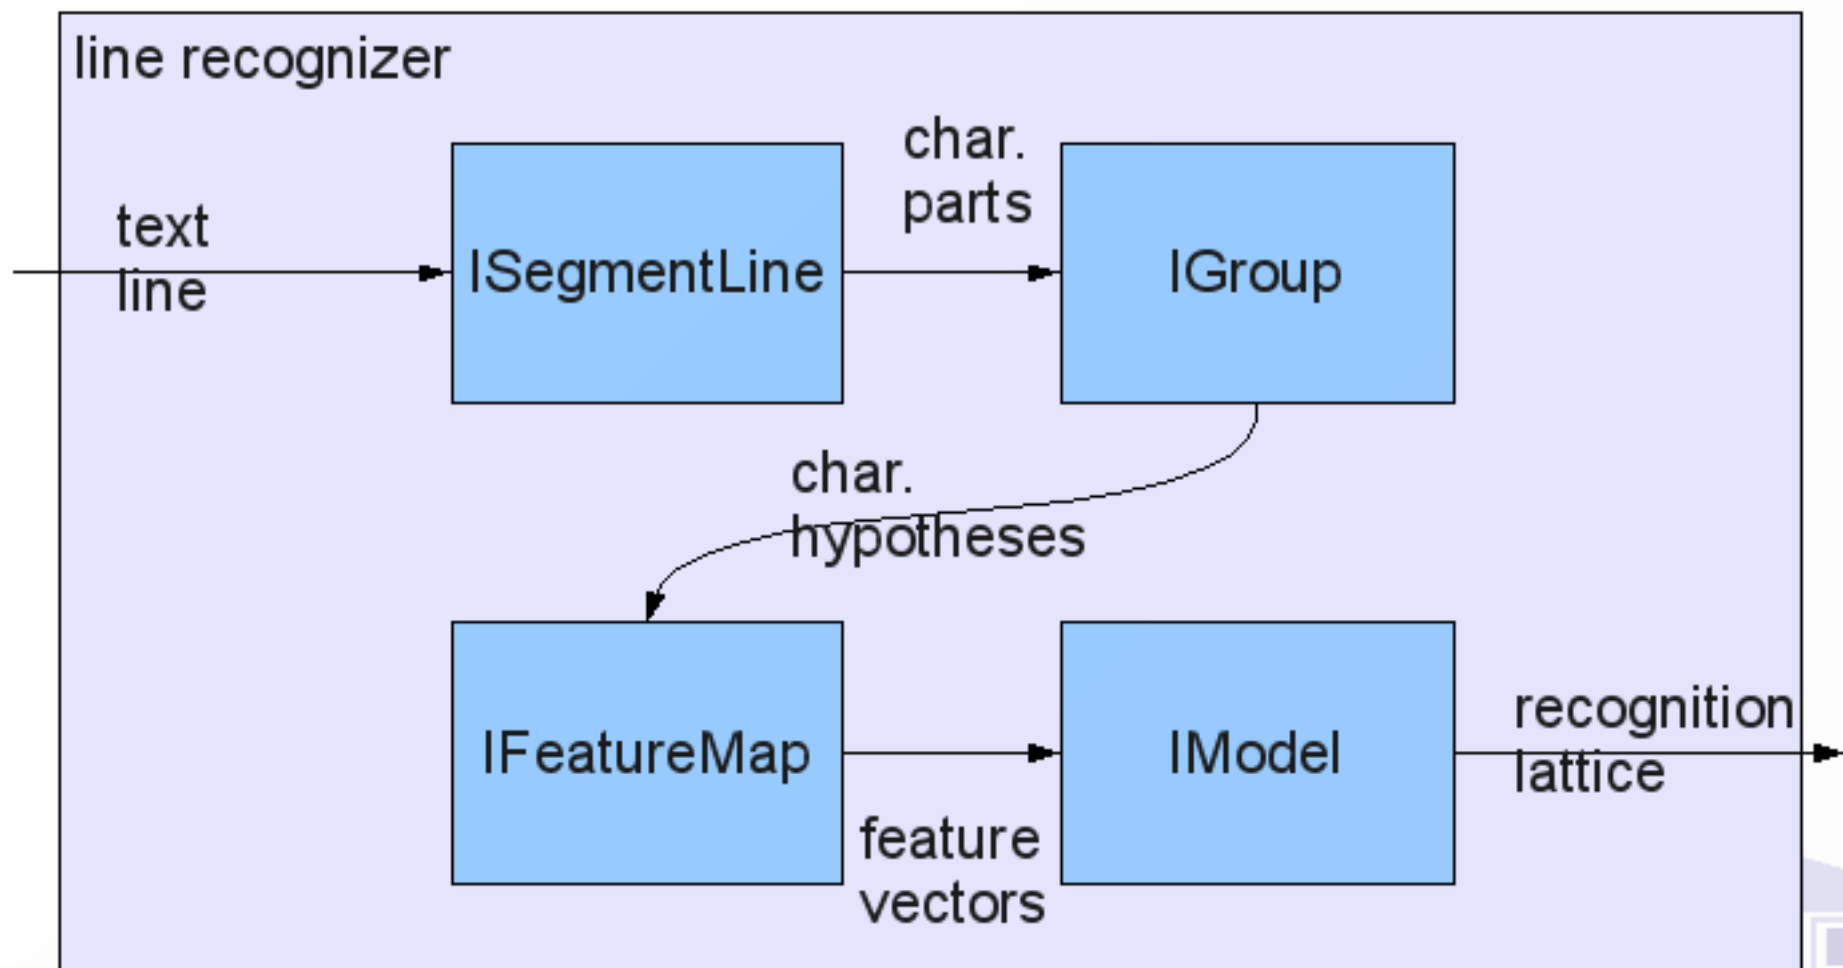 line recognizer
text
line
ISegmentLine
char.
parts
IGroup
char.
hypotheses
IFeatureMap
feature
vectors
IModel
recognition
lattice